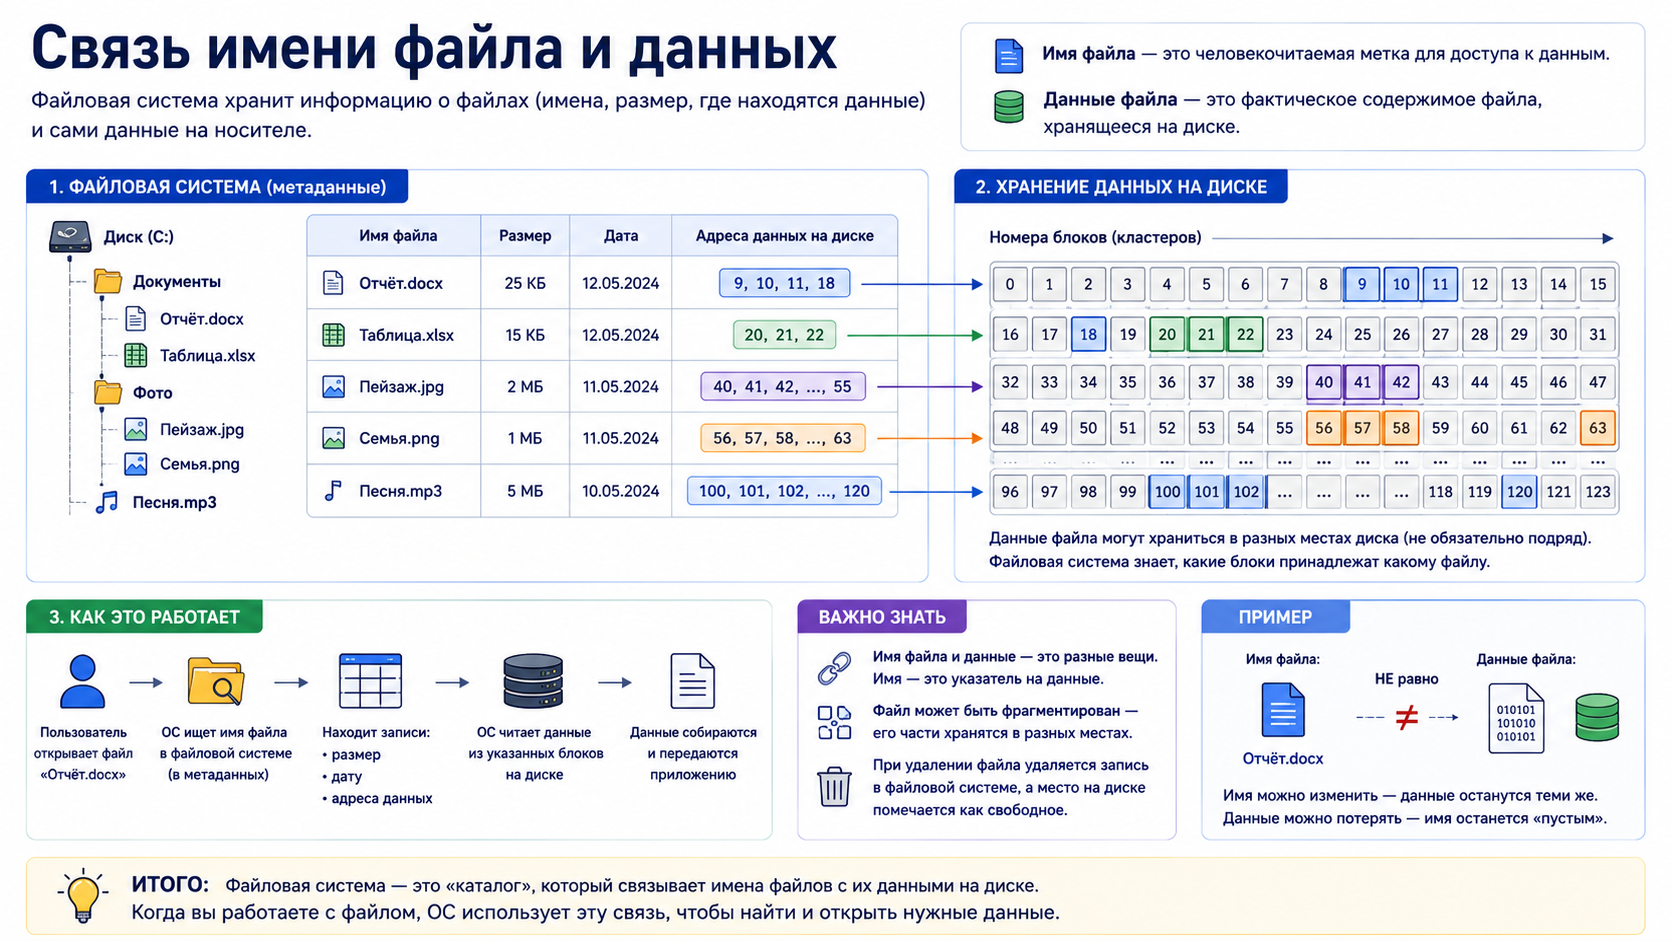 Связь имени файла и данных
Файловая система хранит информацию о файлах (имена, размер, где находятся данные)
и сами данные на носителе.
Имя файла — это человекочитаемая метка для доступа к данным.
Данные файла — это фактическое содержимое файла,
хранящееся на диске.
1. ФАЙЛОВАЯ СИСТЕМА (метаданные)
Диск (C:)
Документы
Отчёт.docx
Таблица.xlsx
Фото
Пейзаж.jpg
Семья.png
Песня.mp3
Имя файла Размер Дата Адреса данных на диске
Отчёт.docx 25 КБ 12.05.2024 9, 10, 11, 18
Таблица.xlsx 15 КБ 12.05.2024 20, 21, 22
Пейзаж.jpg 2 МБ 11.05.2024 40, 41, 42, ..., 55
Семья.png 1 МБ 11.05.2024 56, 57, 58, ..., 63
Песня.mp3 5 МБ 10.05.2024 100, 101, 102, ..., 120
2. ХРАНЕНИЕ ДАННЫХ НА ДИСКЕ
Номера блоков (кластеров)
0 1 2 3 4 5 6 7 8 9 10 11 12 13 14 15
16 17 18 19 20 21 22 23 24 25 26 27 28 29 30 31
32 33 34 35 36 37 38 39 40 41 42 43 44 45 46 47
48 49 50 51 52 53 54 55 56 57 58 59 60 61 62 63
... ... ... ... ... ... ... ... ... ... ... ... ... ... ... ...
96 97 98 99 100 101 102 ... ... ... ... 118 119 120 121 123
Данные файла могут храниться в разных местах диска (не обязательно подряд).
Файловая система знает, какие блоки принадлежат какому файлу.
3. КАК ЭТО РАБОТАЕТ
Пользователь
открывает файл
«Отчёт.docx»
ОС ищет имя файла
в файловой системе
(в метаданных)
Находит записи:
• размер
• дату
• адреса данных
ОС читает данные
из указанных блоков
на диске
Данные собираются
и передаются
приложению
ВАЖНО ЗНАТЬ
Имя файла и данные — это разные вещи.
Имя — это указатель на данные.
Файл может быть фрагментирован —
его части хранятся в разных местах.
При удалении файла удаляется запись
в файловой системе, а место на диске
помечается как свободное.
ПРИМЕР
Имя файла:
Отчёт.docx
НЕ равно
≠
Данные файла:
010101
101010
010101
Имя можно изменить — данные останутся теми же.
Данные можно потерять — имя останется «пустым».
ИТОГО: Файловая система — это «каталог», который связывает имена файлов с их данными на диске.
Когда вы работаете с файлом, ОС использует эту связь, чтобы найти и открыть нужные данные.